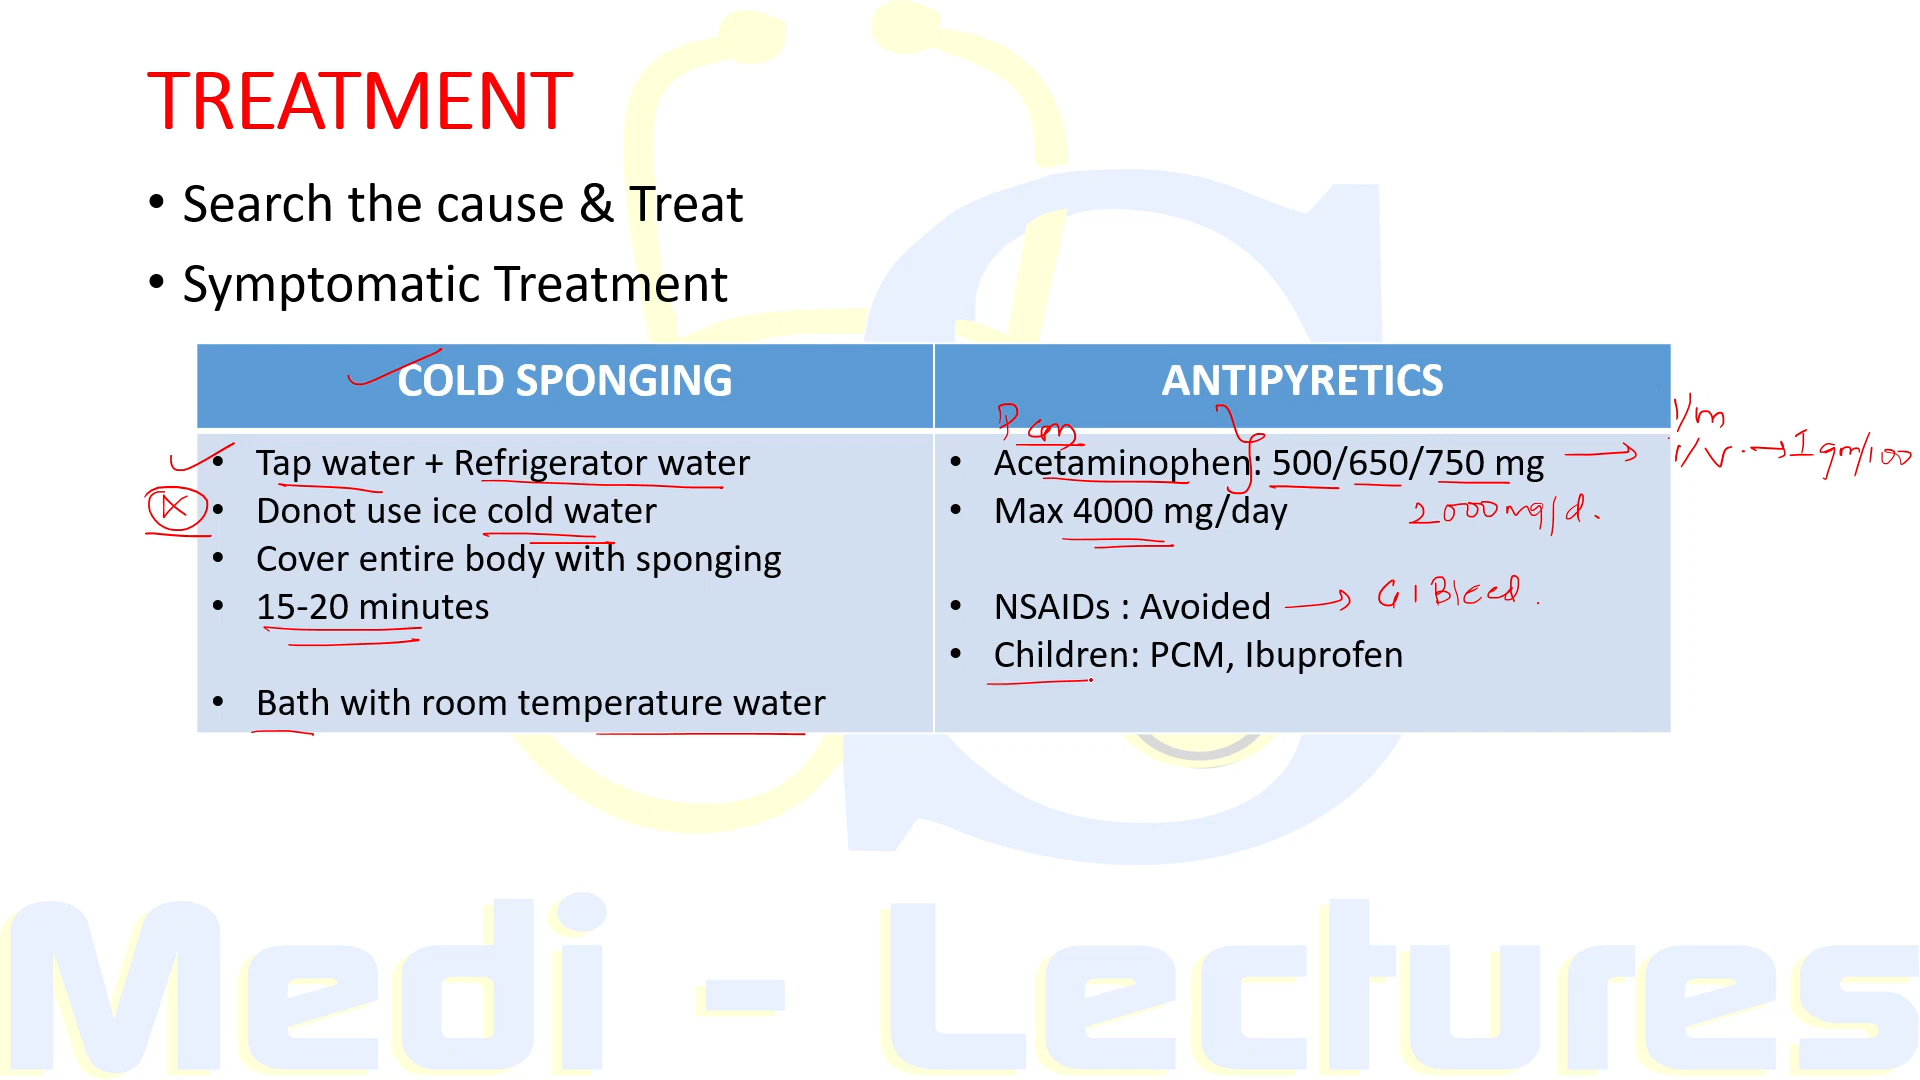 TREATMENT
• Search the cause & Treat
• Symptomatic Treatment
COLD SPONGING
• Tap water + Refrigerator water
• Donot use ice cold water
• Cover entire body with sponging
• 15-20 minutes
• Bath with room temperature water
ANTIPYRETICS
Pcm
• Acetaminophen: 500/650/750 mg
I/m
I/V → 1 gm/100
• Max 4000 mg/day
2000 mg/d.
• NSAIDs : Avoided → GI Bleed.
• Children: PCM, Ibuprofen
Medi - Lectures